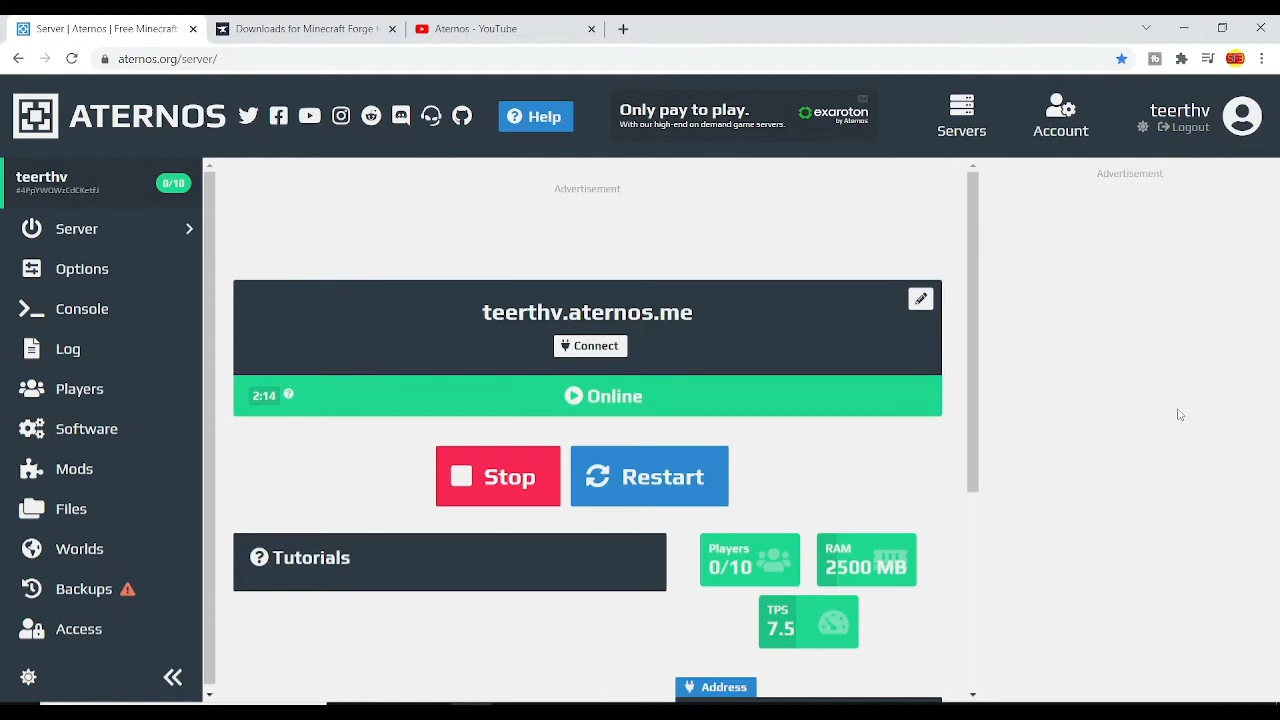 Server | Aternos | Free Minecraft
Downloads for Minecraft Forge f
Aternos - YouTube
aternos.org/server/
ATERNOS
Help
Only pay to play.
With our high-end on demand game servers.
exaroton
by Aternos
Servers
Account
teerthv
Logout
teerthv
0/10
Server
Options
Console
Log
Players
Software
Mods
Files
Worlds
Backups
Access
Advertisement
Advertisement
teerthv.aternos.me
Connect
2:14
Online
Stop
Restart
Tutorials
Players
0/10
RAM
2500 MB
TPS
7.5
Address